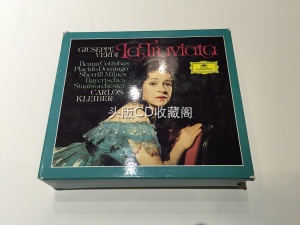 GIUSEPPE
VERDI
La Traviata
Ileana Cotrubas
Placido Domingo
Sherrill Milnes
Bayerisches
Staatsorchester
CARLOS
KLEIBER
头版CD收藏阁